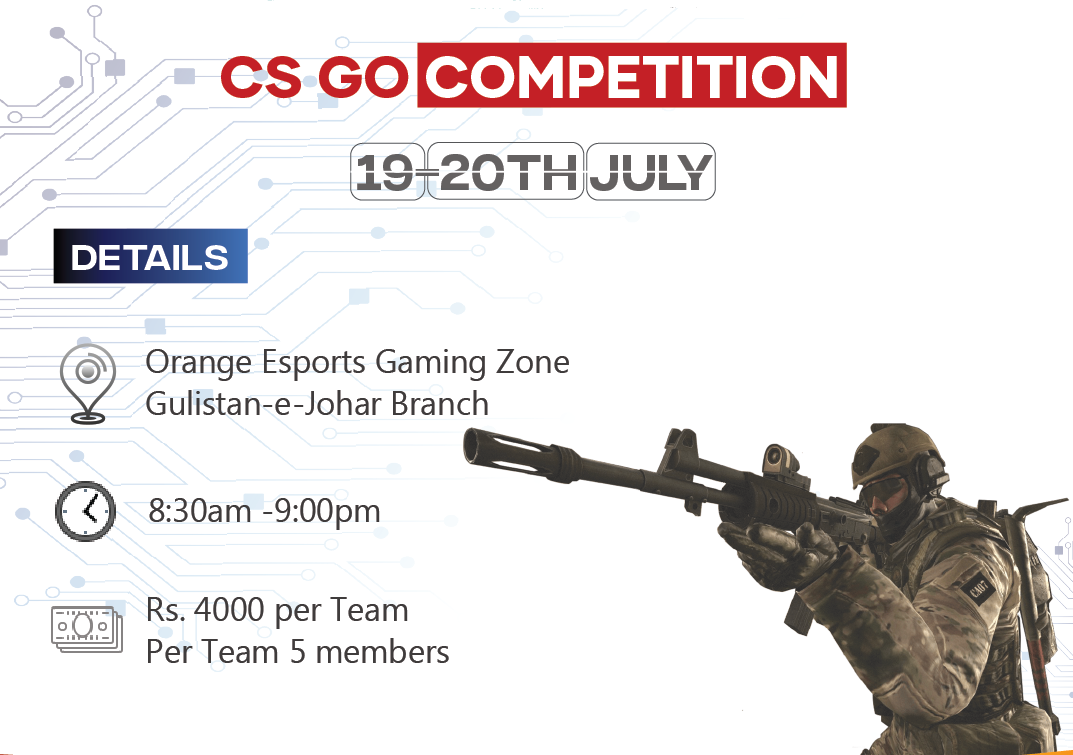 CS GO COMPETITION
19-20TH JULY
DETAILS
Orange Esports Gaming Zone
Gulistan-e-Johar Branch
8:30am -9:00pm
Rs. 4000 per Team
Per Team 5 members
CA07